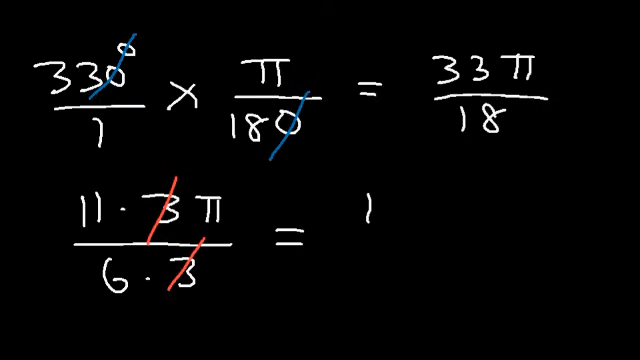 330°/1 × π/180 = 33π/18
11 · 3π/6 · 3 = 1